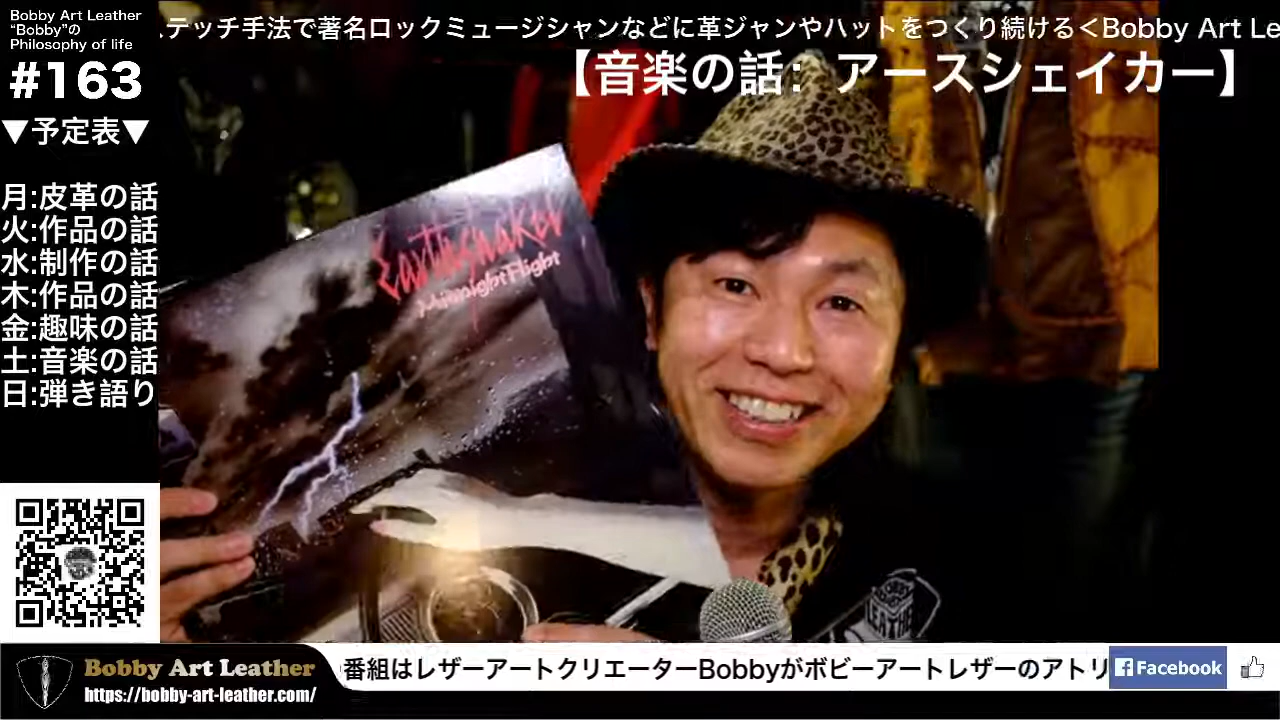 Bobby Art Leather
“Bobby”の
Philosophy of life
#163
▼予定表▼
月:皮革の話
火:作品の話
水:制作の話
木:作品の話
金:趣味の話
土:音楽の話
日:弾き語り
テッチ手法で著名ロックミュージシャンなどに革ジャンやハットをつくり続ける<Bobby Art Le
【音楽の話：アースシェイカー】
Earthshaker
Midnight Flight
LEATHER
Bobby Art Leather
https://bobby-art-leather.com/
番組はレザーアートクリエーターBobbyがボビーアートレザーのアトリ
Facebook